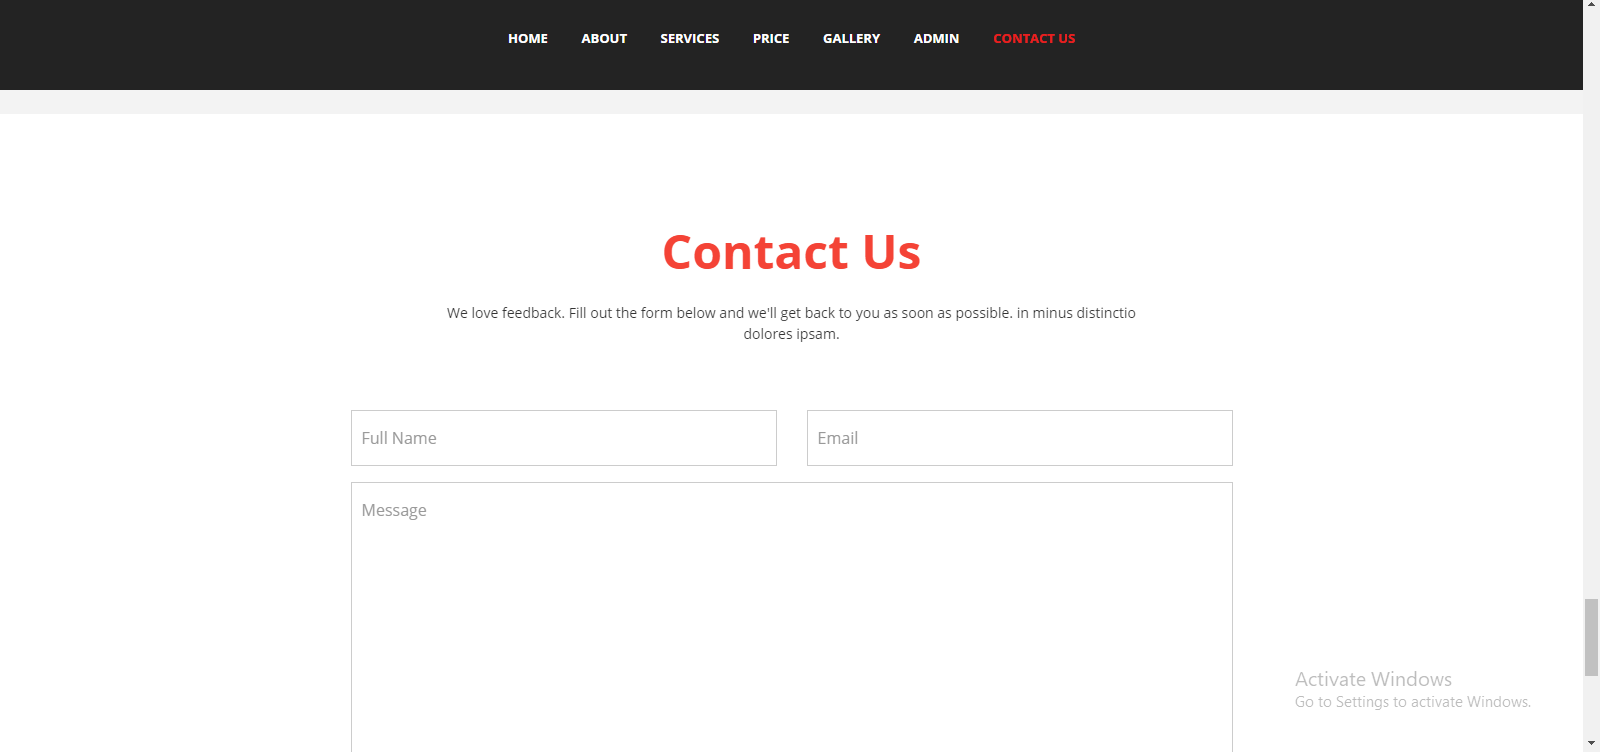 HOME ABOUT SERVICES PRICE GALLERY ADMIN CONTACT US
Contact Us
We love feedback. Fill out the form below and we'll get back to you as soon as possible. in minus distinctio
dolores ipsam.
Full Name Email
Message
Activate Windows
Go to Settings to activate Windows.